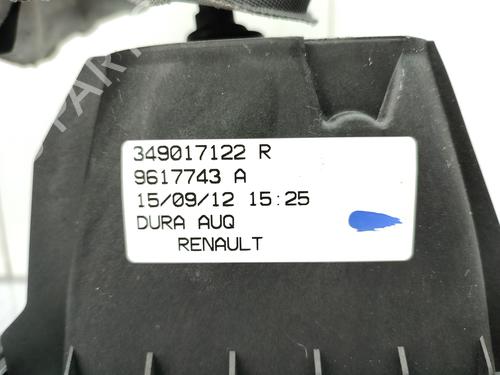 349017122 R
9617743 A
15/09/12 15:25
DURA AUQ
RENAULT